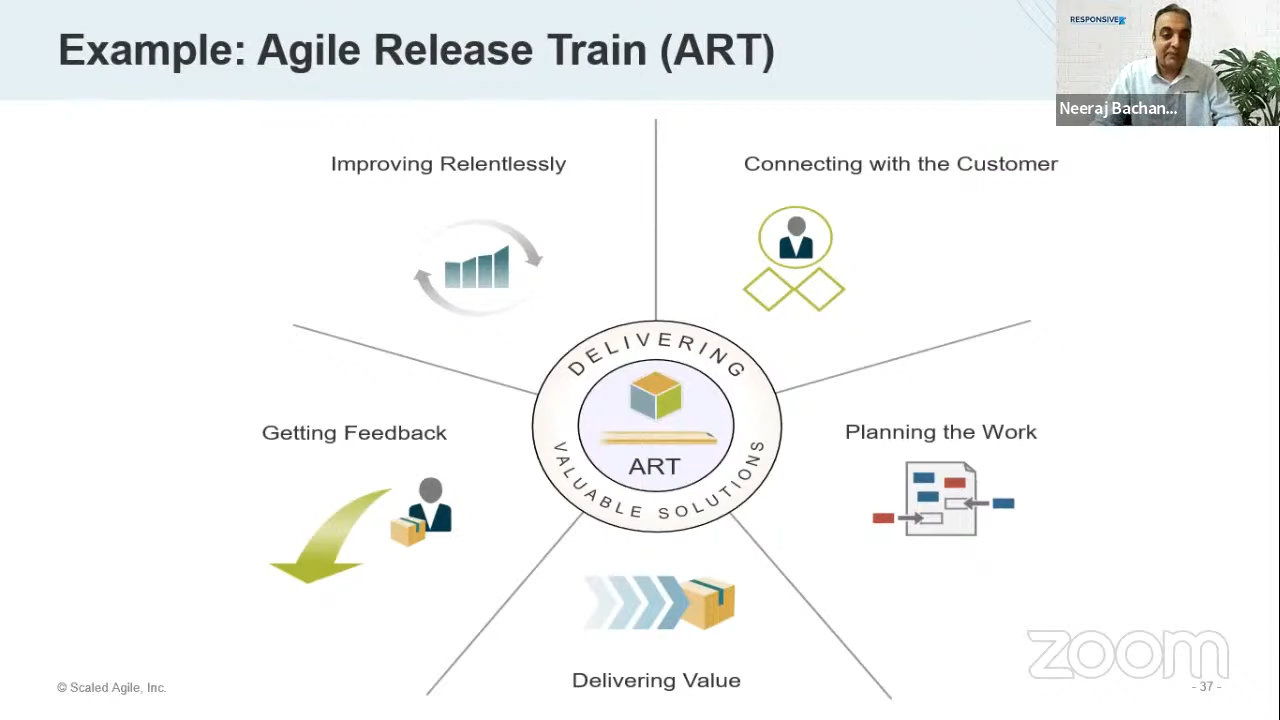 Example: Agile Release Train (ART)
RESPONSIVE
Neeraj Bachan...
Improving Relentlessly
Connecting with the Customer
DELIVERING
VALUABLE SOLUTIONS
ART
Getting Feedback
Planning the Work
Delivering Value
zoom
© Scaled Agile, Inc.
- 37 -